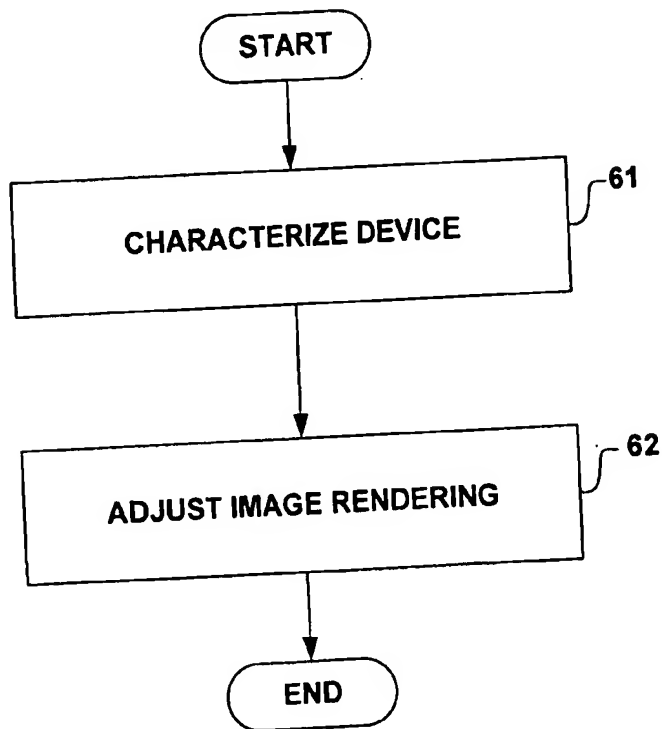 START
61
CHARACTERIZE DEVICE
62
ADJUST IMAGE RENDERING
END